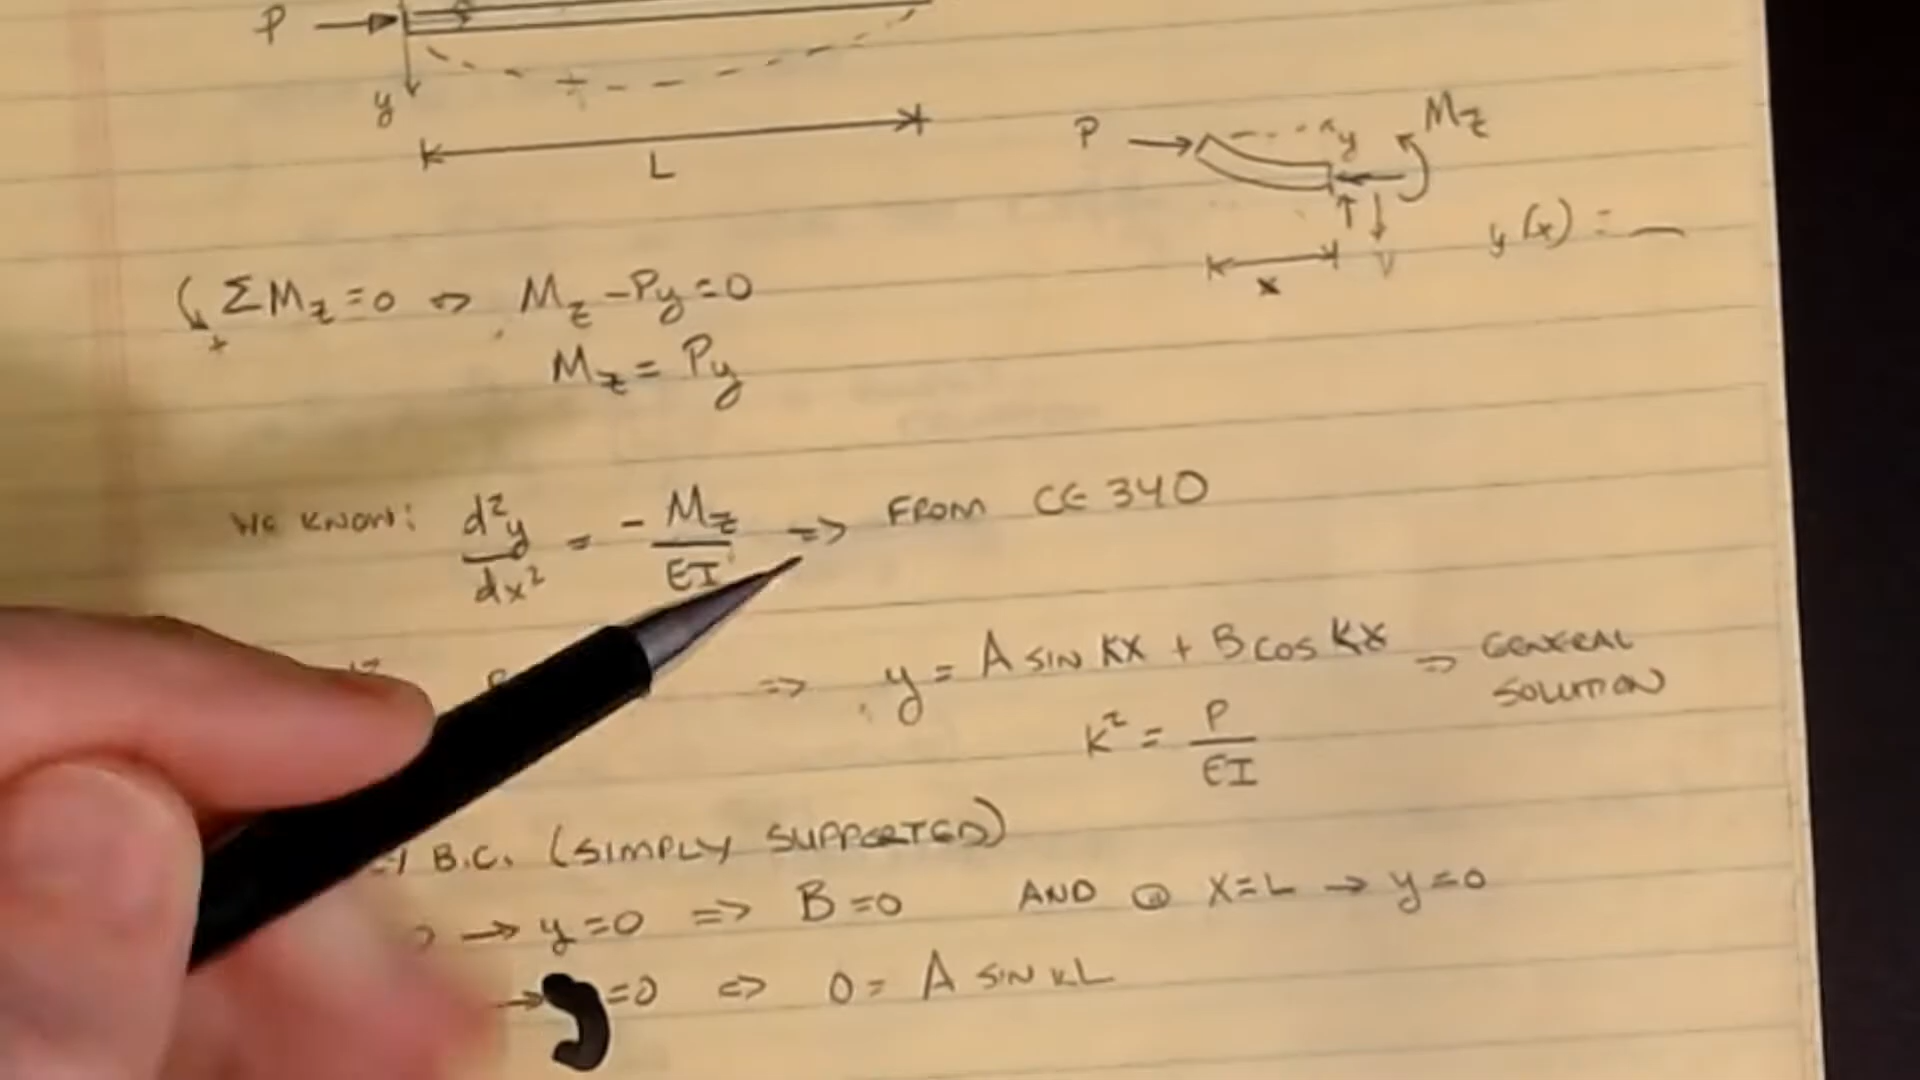 P
y
L
P y Mz
V
x
y(x) = __
ΣMz = 0 => Mz - Py = 0
+
Mz = Py
WE KNOW: d²y/dx² = - Mz/EI => FROM CE 340
=> y = A SIN KX + B COS KX => GENERAL SOLUTION
K² = P/EI
B.C. (SIMPLY SUPPORTED)
→ y=0 => B=0 AND @ X=L → y=0
→ =0 => 0 = A SIN KL